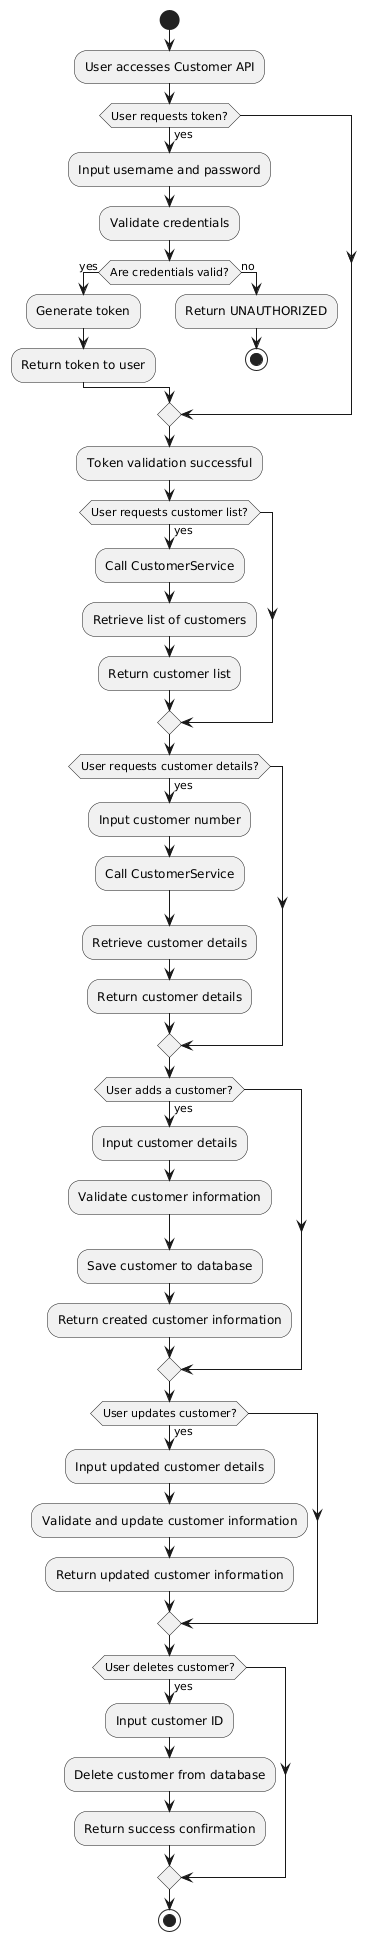 User accesses Customer API
User requests token?
yes
Input username and password
Validate credentials
yes
Are credentials valid?
no
Generate token
Return UNAUTHORIZED
Return token to user
Token validation successful
User requests customer list?
yes
Call CustomerService
Retrieve list of customers
Return customer list
User requests customer details?
yes
Input customer number
Call CustomerService
Retrieve customer details
Return customer details
User adds a customer?
yes
Input customer details
Validate customer information
Save customer to database
Return created customer information
User updates customer?
yes
Input updated customer details
Validate and update customer information
Return updated customer information
User deletes customer?
yes
Input customer ID
Delete customer from database
Return success confirmation